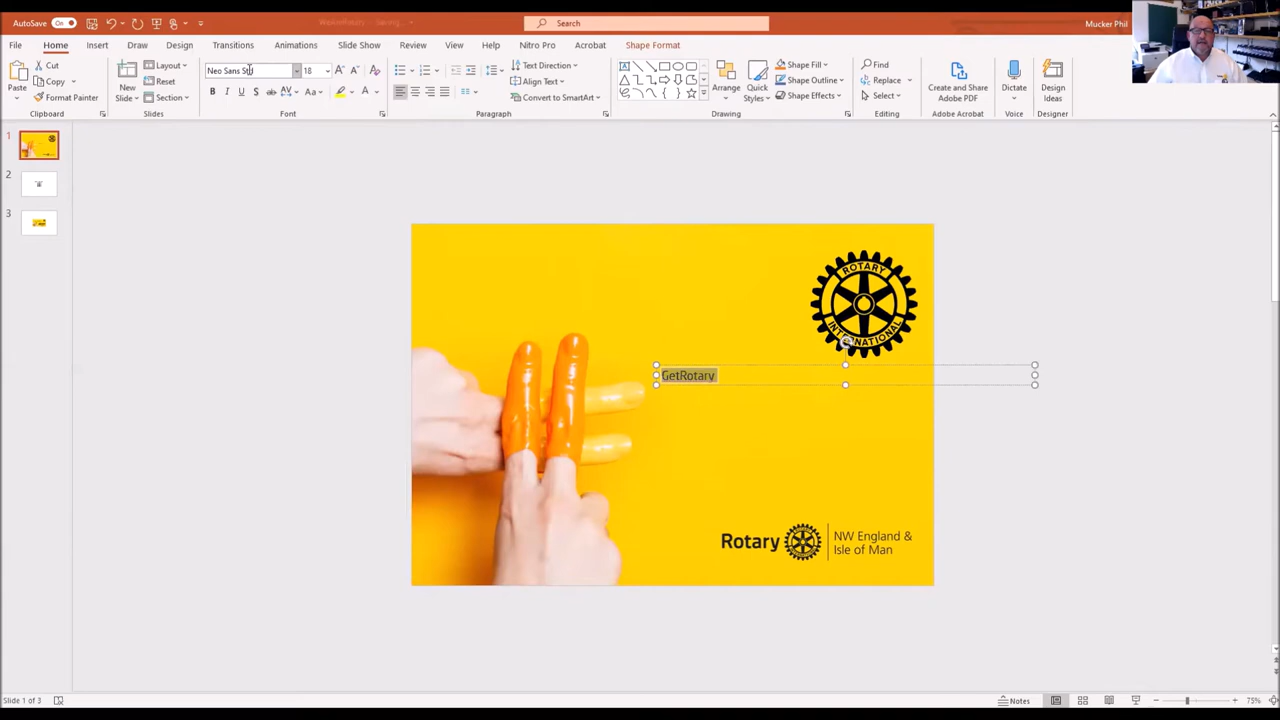 AutoSave On Search Mucker Phil
File Home Insert Draw Design Transitions Animations Slide Show Review View Help Nitro Pro Acrobat Shape Format
Paste
Cut
Copy
Format Painter
Clipboard
New
Slide
Layout
Reset
Section
Slides
Neo Sans Std 18
Font
Text Direction
Align Text
Convert to SmartArt
Paragraph
Arrange
Quick
Styles
Shape Fill
Shape Outline
Shape Effects
Drawing
Find
Replace
Select
Editing
Create and Share
Adobe PDF
Adobe Acrobat
Dictate
Voice
Design
Ideas
Designer
1
2
3
ROTARY
INTERNATIONAL
GetRotary
Rotary
NW England &
Isle of Man
Slide 1 of 3 Notes 75%